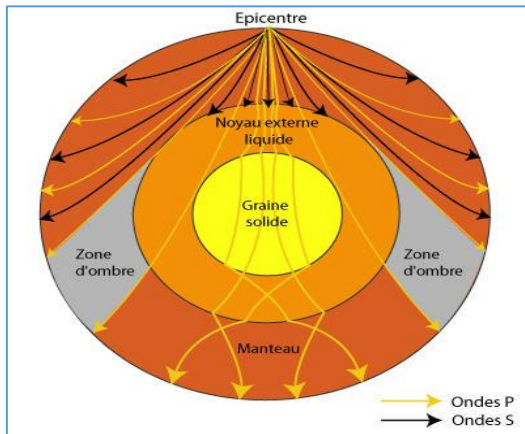 Epicentre
Noyau externe
liquide
Graine
solide
Zone
d'ombre
Zone
d'ombre
Manteau
Ondes P
Ondes S